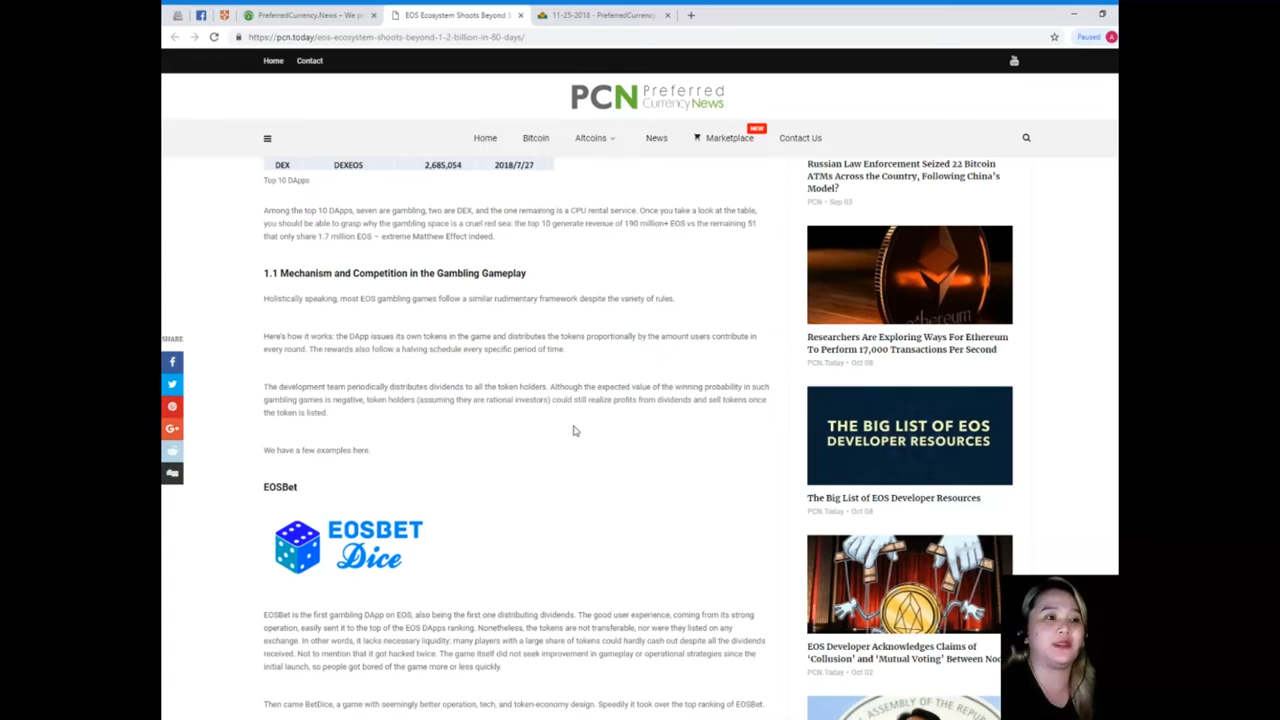 PreferredCurrency.News – We p
EOS Ecosystem Shoots Beyond $
11-25-2018 - PreferredCurrency
https://pcn.today/eos-ecosystem-shoots-beyond-1-2-billion-in-80-days/
Paused
A
Home Contact
PCN Preferred
Currency News
Home Bitcoin Altcoins News Marketplace NEW Contact Us
DEX DEXEOS 2,685,054 2018/7/27
Top 10 DApps
Among the top 10 DApps, seven are gambling, two are DEX, and the one remaining is a CPU rental service. Once you take a look at the table,
you should be able to grasp why the gambling space is a cruel red sea: the top 10 generate revenue of 190 million+ EOS vs the remaining 51
that only share 1.7 million EOS – extreme Matthew Effect indeed.
1.1 Mechanism and Competition in the Gambling Gameplay
Holistically speaking, most EOS gambling games follow a similar rudimentary framework despite the variety of rules.
Here's how it works: the DApp issues its own tokens in the game and distributes the tokens proportionally by the amount users contribute in
every round. The rewards also follow a halving schedule every specific period of time.
The development team periodically distributes dividends to all the token holders. Although the expected value of the winning probability in such
gambling games is negative, token holders (assuming they are rational investors) could still realize profits from dividends and sell tokens once
the token is listed.
We have a few examples here.
EOSBet
EOSBET
Dice
EOSBet is the first gambling DApp on EOS, also being the first one distributing dividends. The good user experience, coming from its strong
operation, easily sent it to the top of the EOS DApps ranking. Nonetheless, the tokens are not transferable, nor were they listed on any
exchange. In other words, it lacks necessary liquidity: many players with a large share of tokens could hardly cash out despite all the dividends
received. Not to mention that it got hacked twice. The game itself did not seek improvement in gameplay or operational strategies since the
initial launch, so people got bored of the game more or less quickly.
Then came BetDice, a game with seemingly better operation, tech, and token-economy design. Speedily it took over the top ranking of EOSBet.
SHARE
Russian Law Enforcement Seized 22 Bitcoin
ATMs Across the Country, Following China's
Model?
PCN • Sep 03
Researchers Are Exploring Ways For Ethereum
To Perform 17,000 Transactions Per Second
PCN.Today • Oct 08
THE BIG LIST OF EOS
DEVELOPER RESOURCES
The Big List of EOS Developer Resources
PCN.Today • Oct 08
EOS Developer Acknowledges Claims of
'Collusion' and 'Mutual Voting' Between Noc
PCN.Today • Oct 02